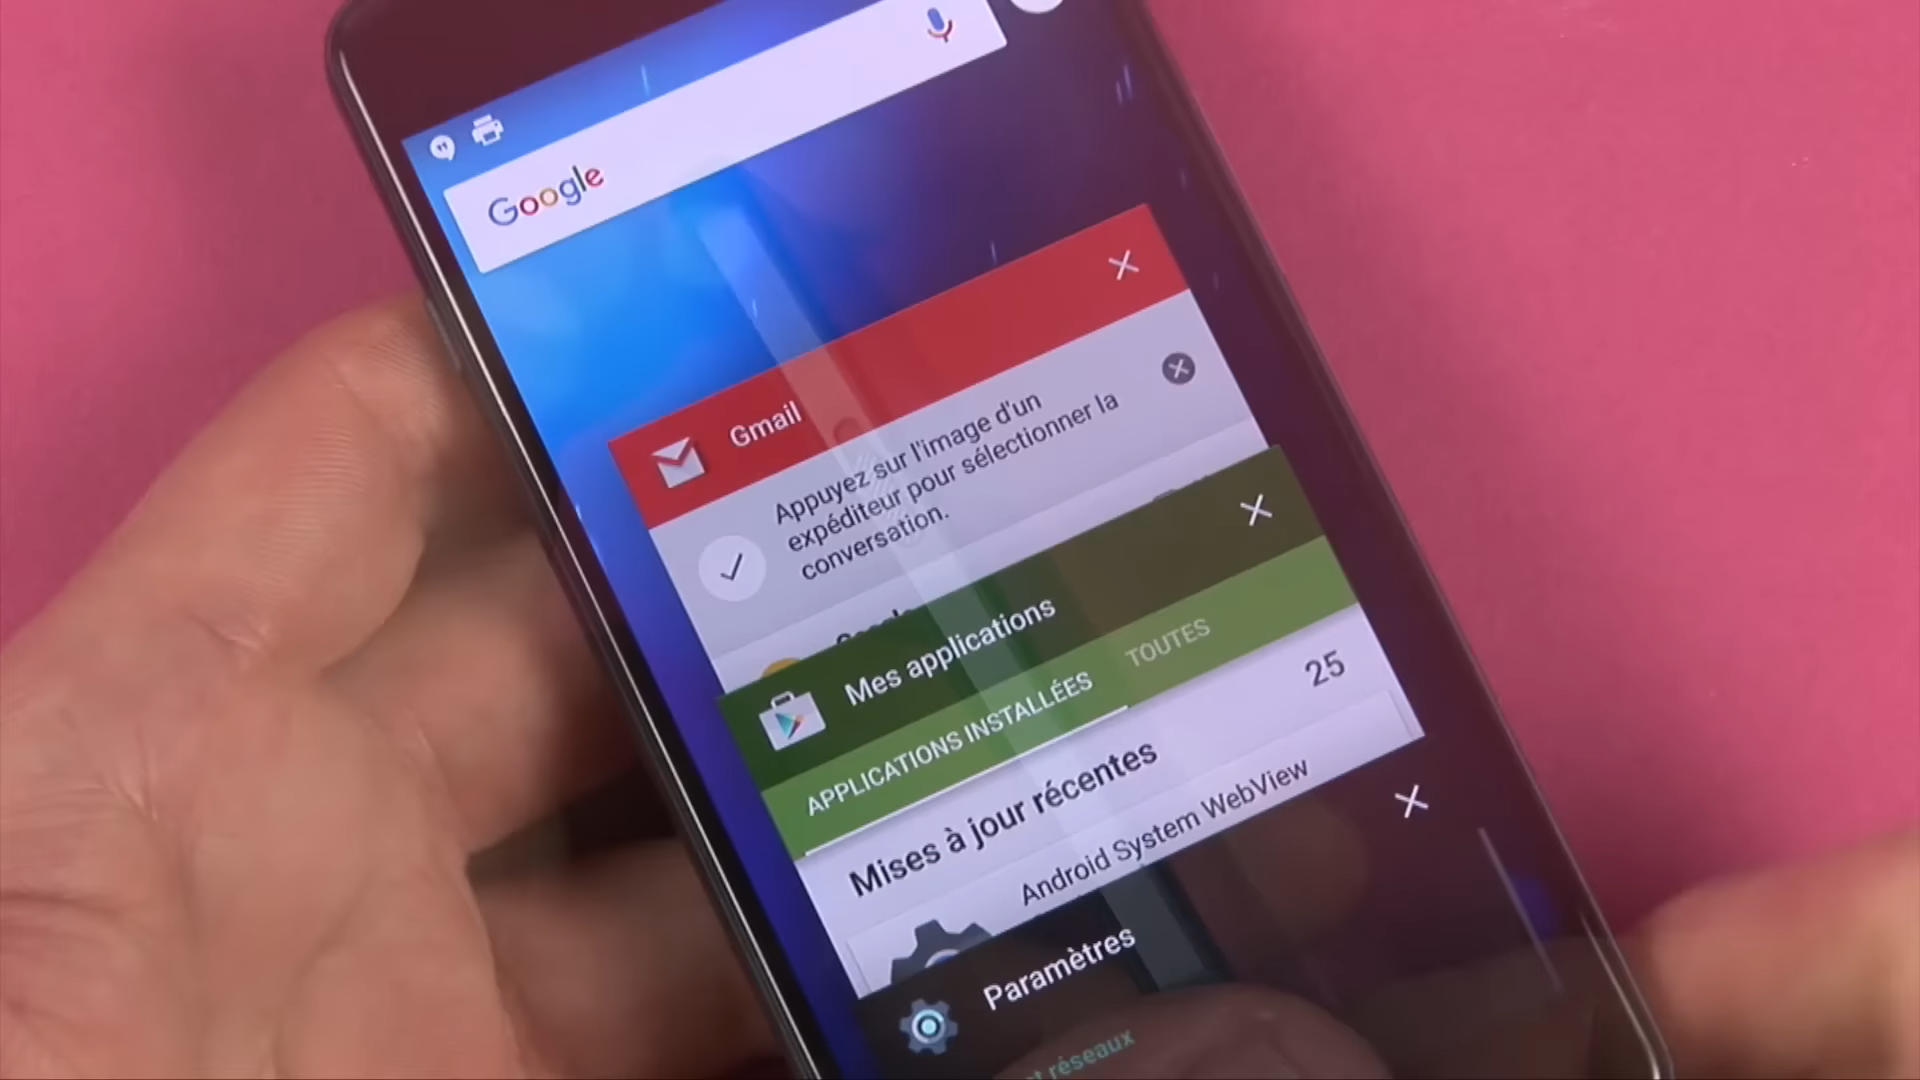 Google
Gmail
Appuyez sur l'image d'un
expéditeur pour sélectionner la
conversation.
Mes applications
APPLICATIONS INSTALLÉES
TOUTES
Mises à jour récentes
25
Android System WebView
Paramètres
réseaux